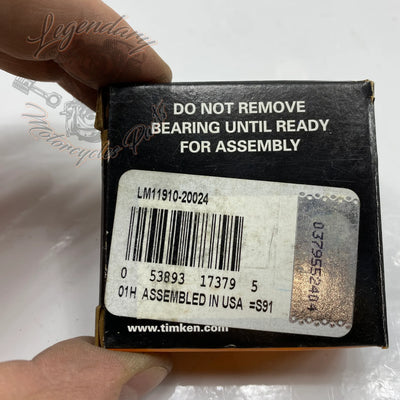 Legendary
Motorcycles Parts
DO NOT REMOVE
BEARING UNTIL READY
FOR ASSEMBLY
LM11910-20024
0 53893 17379 5
01H ASSEMBLED IN USA =S91
0379552404
www.timken.com